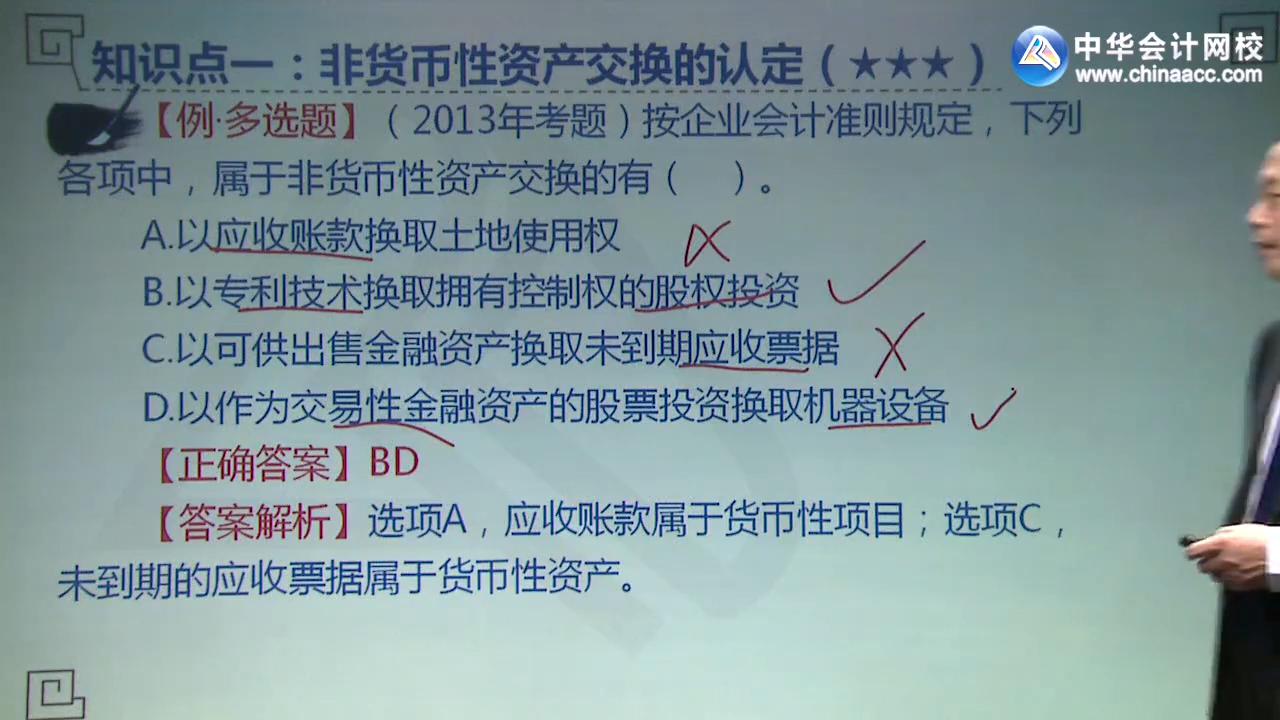 中华会计网校
www.chinaacc.com
知识点一：非货币性资产交换的认定（★★★）
【例·多选题】（2013年考题）按企业会计准则规定，下列
各项中，属于非货币性资产交换的有（ ）。
A.以应收账款换取土地使用权
B.以专利技术换取拥有控制权的股权投资
C.以可供出售金融资产换取未到期应收票据
D.以作为交易性金融资产的股票投资换取机器设备
【正确答案】BD
【答案解析】选项A，应收账款属于货币性项目；选项C，
未到期的应收票据属于货币性资产。